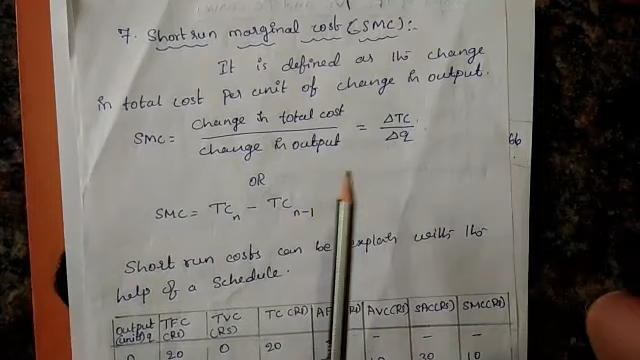 7. Short run marginal cost (SMC):-
It is defined as the change
in total cost per unit of change in output.
SMC = change in total cost / change in output = ΔTC / Δq
66
OR
SMC = TCn - TCn-1
Short run costs can be explain with the
help of a schedule.
output (units) q TFC (Rs) TVC (Rs) TC (Rs) AVC (Rs) SAC (Rs) SMC (Rs)
0 20 0 20 - - -
20 10